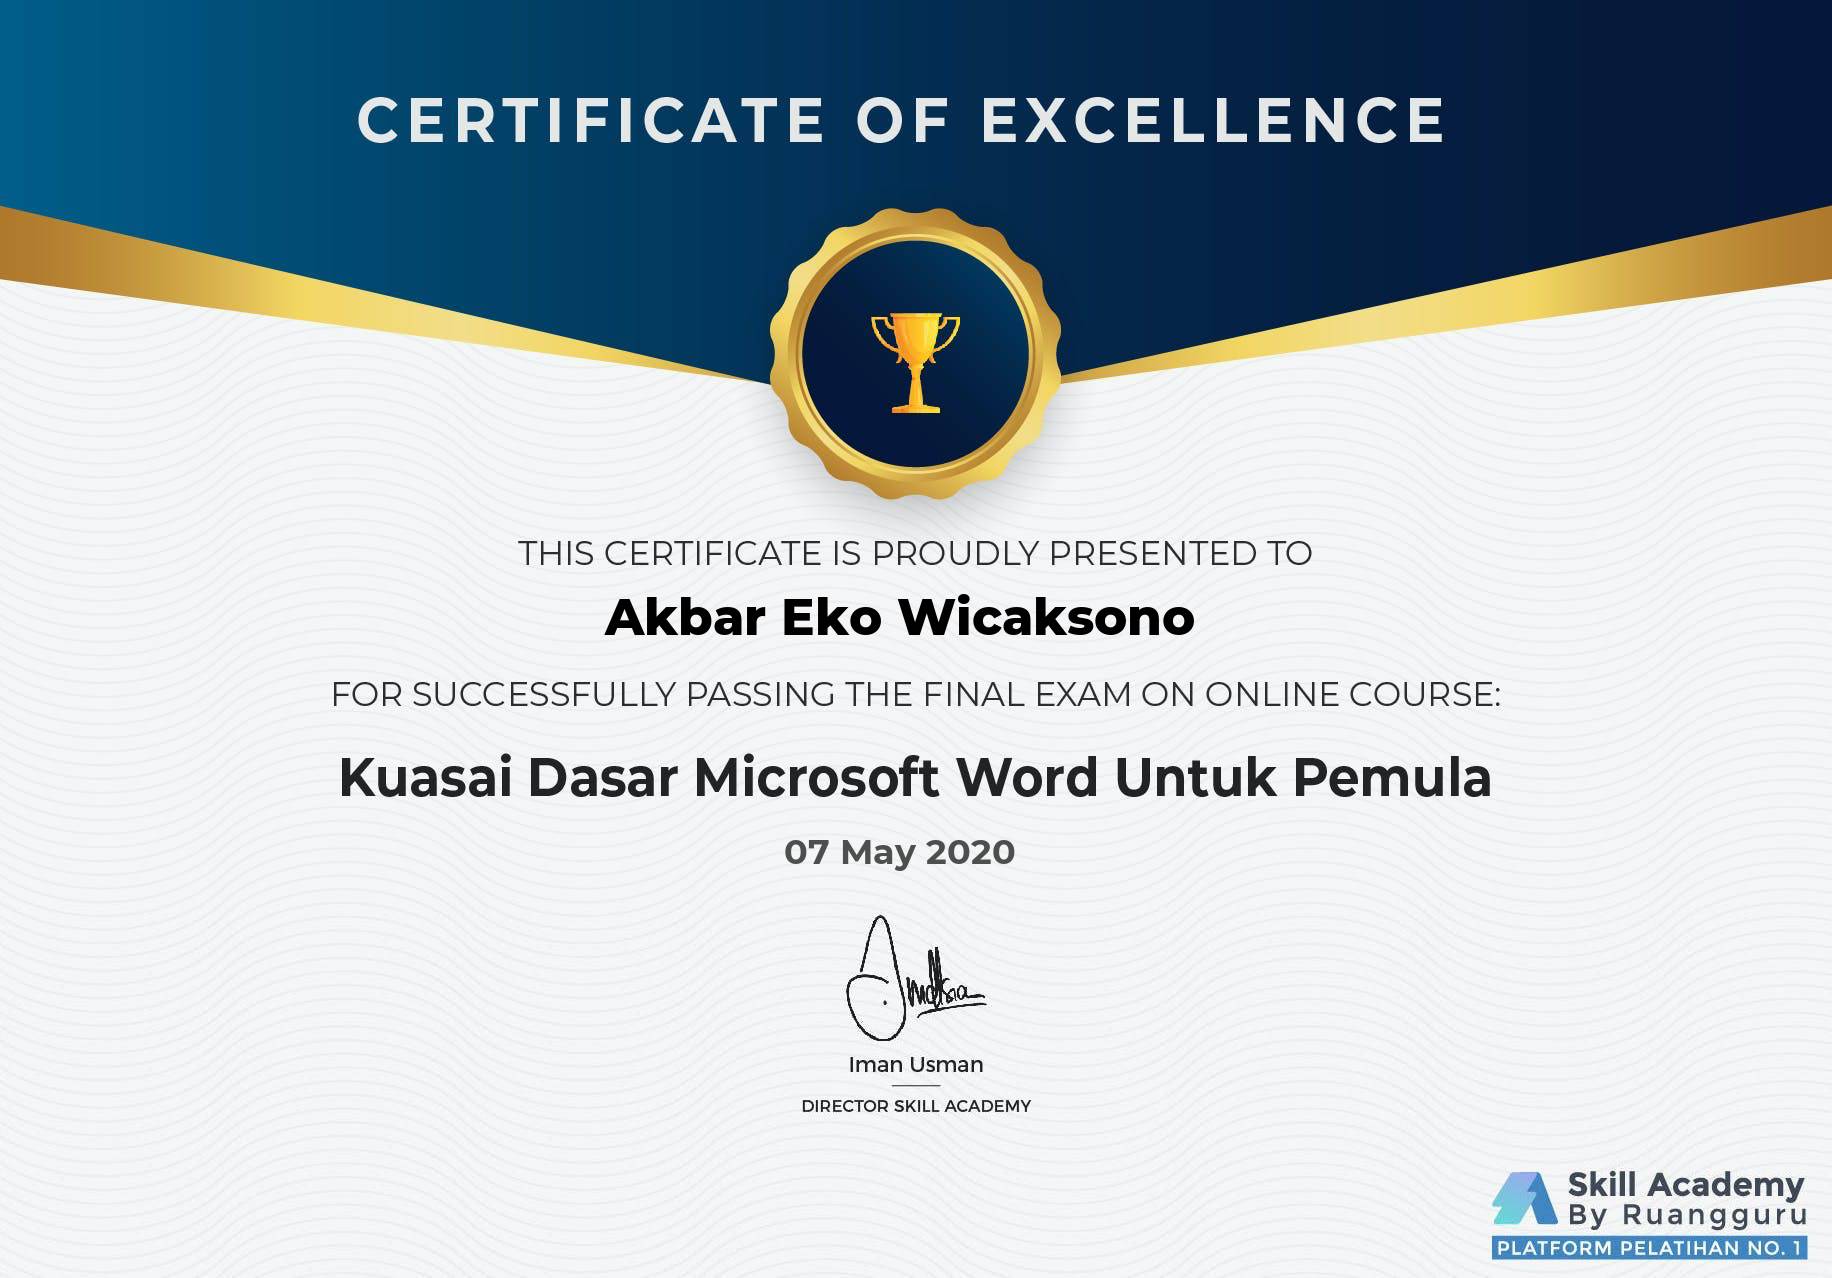 CERTIFICATE OF EXCELLENCE
THIS CERTIFICATE IS PROUDLY PRESENTED TO
Akbar Eko Wicaksono
FOR SUCCESSFULLY PASSING THE FINAL EXAM ON ONLINE COURSE:
Kuasai Dasar Microsoft Word Untuk Pemula
07 May 2020
Iman Usman
DIRECTOR SKILL ACADEMY
Skill Academy
By Ruangguru
PLATFORM PELATIHAN NO. 1